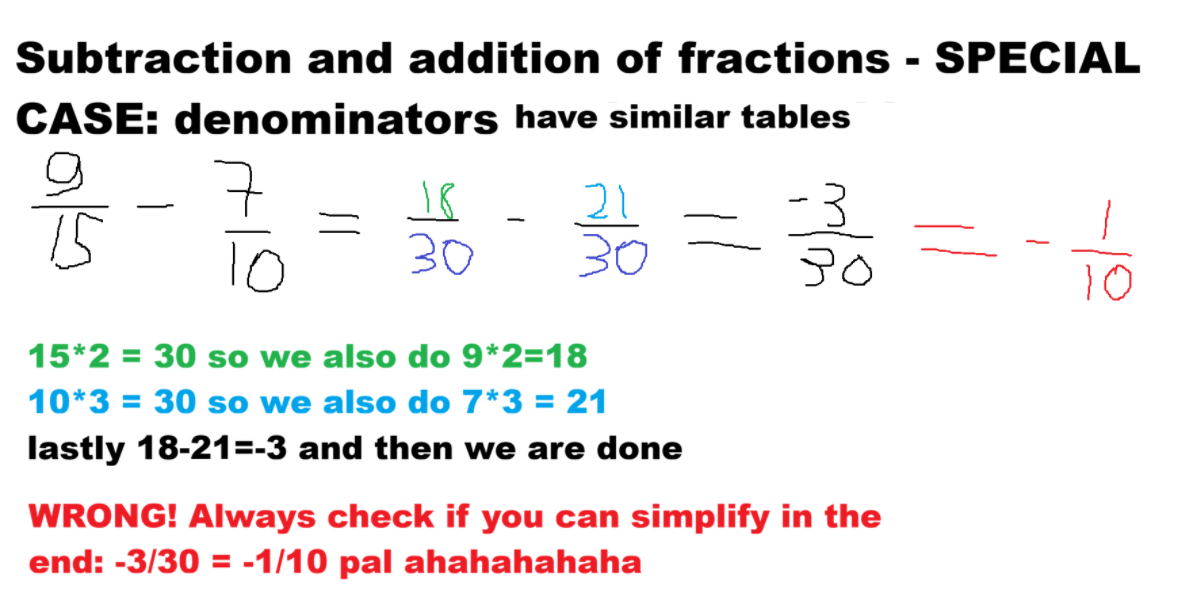 Subtraction and addition of fractions - SPECIAL
CASE: denominators have similar tables
9/15 - 7/10 = 18/30 - 21/30 = -3/30 = - 1/10
15*2 = 30 so we also do 9*2=18
10*3 = 30 so we also do 7*3 = 21
lastly 18-21=-3 and then we are done
WRONG! Always check if you can simplify in the
end: -3/30 = -1/10 pal ahahahahaha